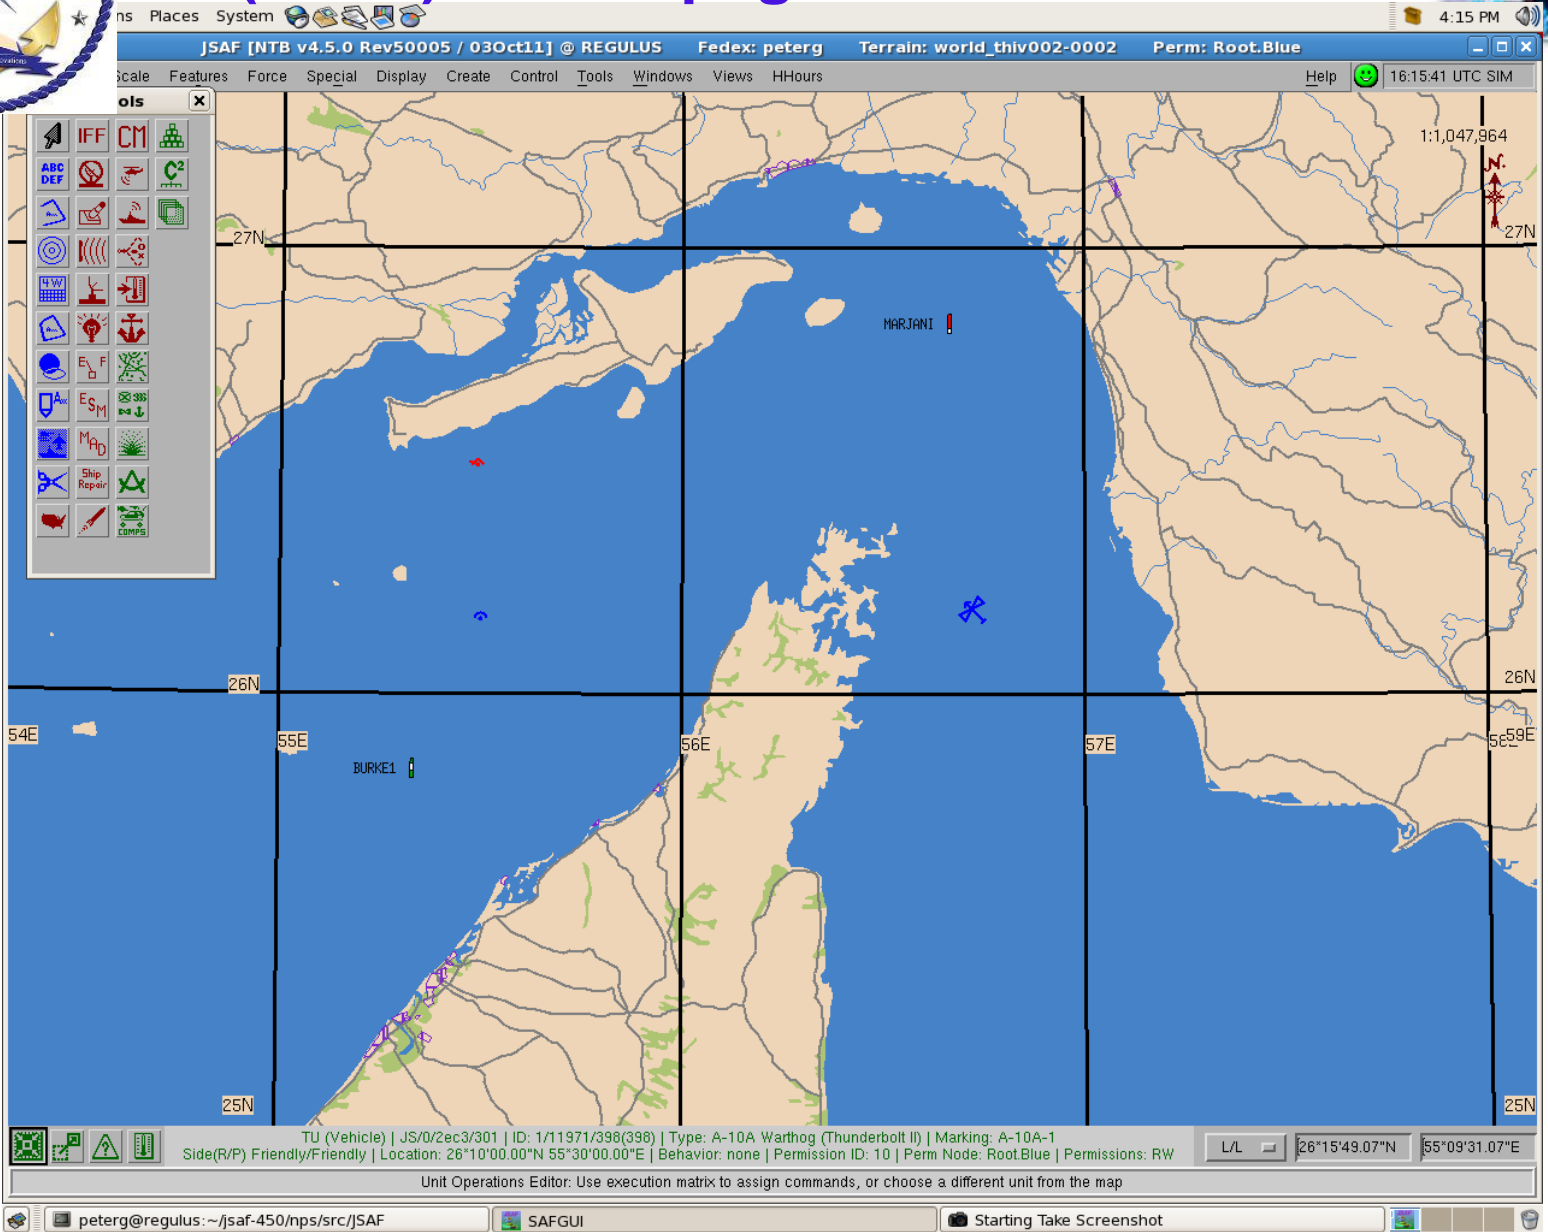 ns Places System 4:15 PM
JSAF [NTB v4.5.0 Rev50005 / 03Oct11] @ REGULUS Fedex: peterg Terrain: world_thiv002-0002 Perm: Root.Blue
Scale Features Force Special Display Create Control Tools Windows Views HHours Help 16:15:41 UTC SIM
ols
1:1,047,964
N
IFF CM
ABC DEF C²
27N 27N
4W
MARJANI
E F
A
ESM
MAD
Ship Repair
COMPS
26N 26N
54E 55E 56E 57E 59E
BURKE1
25N 25N
TU (Vehicle) | JS/0/2ec3/301 | ID: 1/11971/398(398) | Type: A-10A Warthog (Thunderbolt II) | Marking: A-10A-1
Side(R/P) Friendly/Friendly | Location: 26°10'00.00"N 55°30'00.00"E | Behavior: none | Permission ID: 10 | Perm Node: Root.Blue | Permissions: RW
L/L 26°15'49.07"N 55°09'31.07"E
Unit Operations Editor: Use execution matrix to assign commands, or choose a different unit from the map
peterg@regulus:~/jsaf-450/nps/src/JSAF SAFGUI Starting Take Screenshot